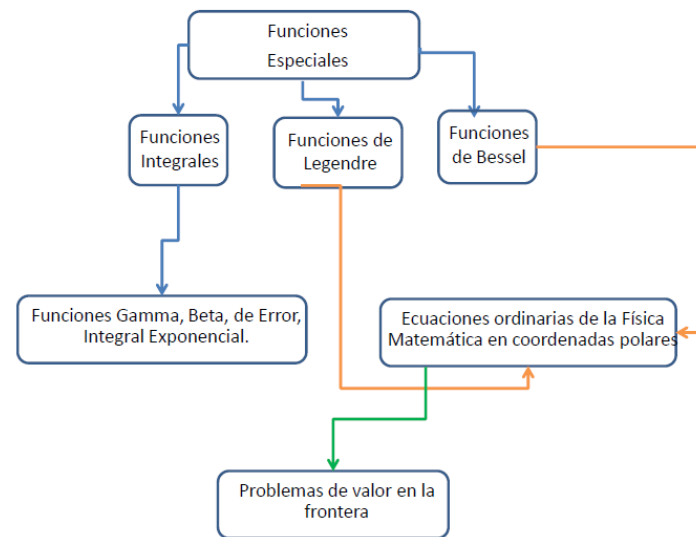 Funciones
Especiales
Funciones
Integrales
Funciones de
Legendre
Funciones
de Bessel
Funciones Gamma, Beta, de Error,
Integral Exponencial.
Ecuaciones ordinarias de la Física
Matemática en coordenadas polares
Problemas de valor en la
frontera